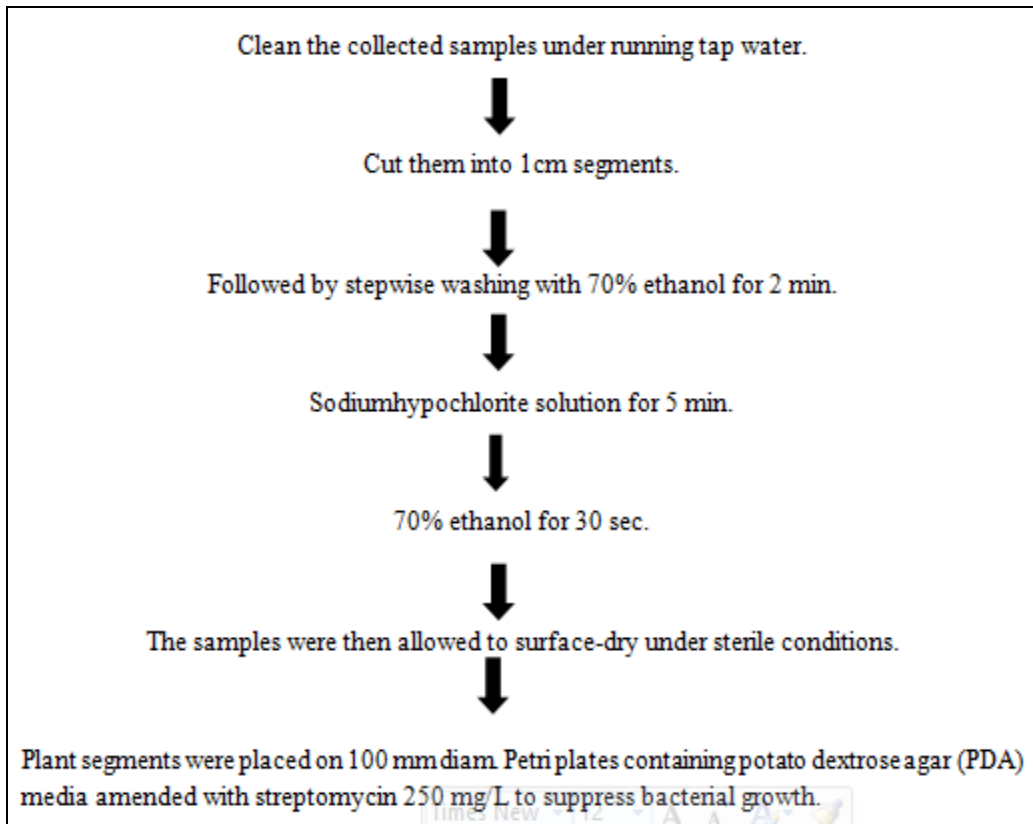 Clean the collected samples under running tap water.
Cut them into 1cm segments.
Followed by stepwise washing with 70% ethanol for 2 min.
Sodiumhypochlorite solution for 5 min.
70% ethanol for 30 sec.
The samples were then allowed to surface-dry under sterile conditions.
Plant segments were placed on 100 mm diam. Petri plates containing potato dextrose agar (PDA)
media amended with streptomycin 250 mg/L to suppress bacterial growth.
Times New 12 A A A